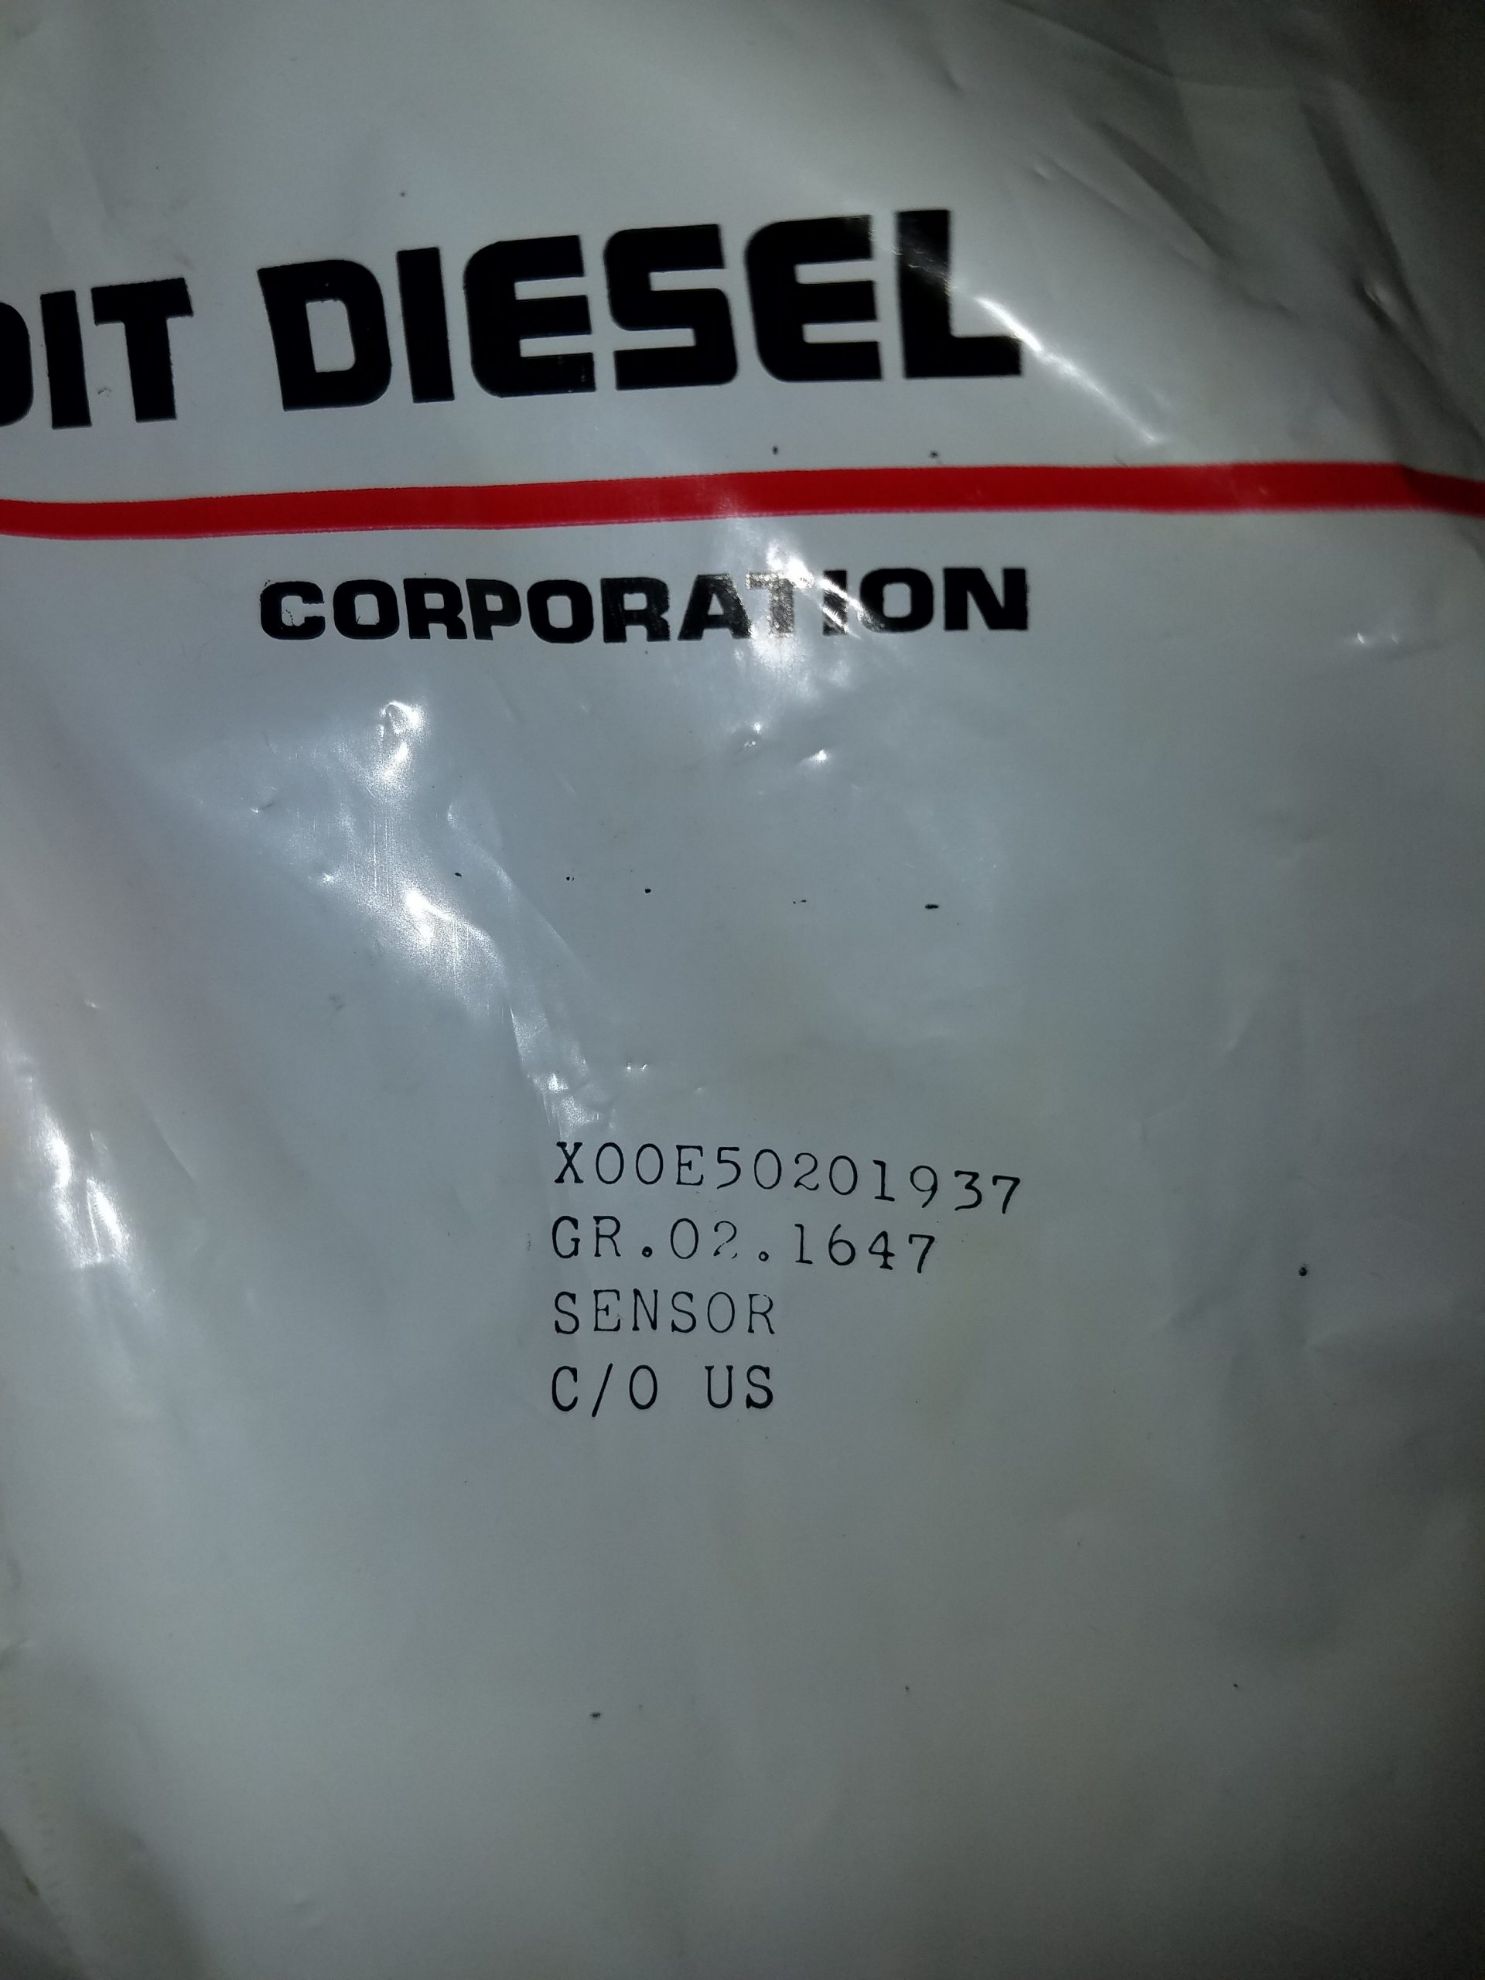 OIT DIESEL
CORPORATION
X00E50201937
GR.02.1647
SENSOR
C/O US